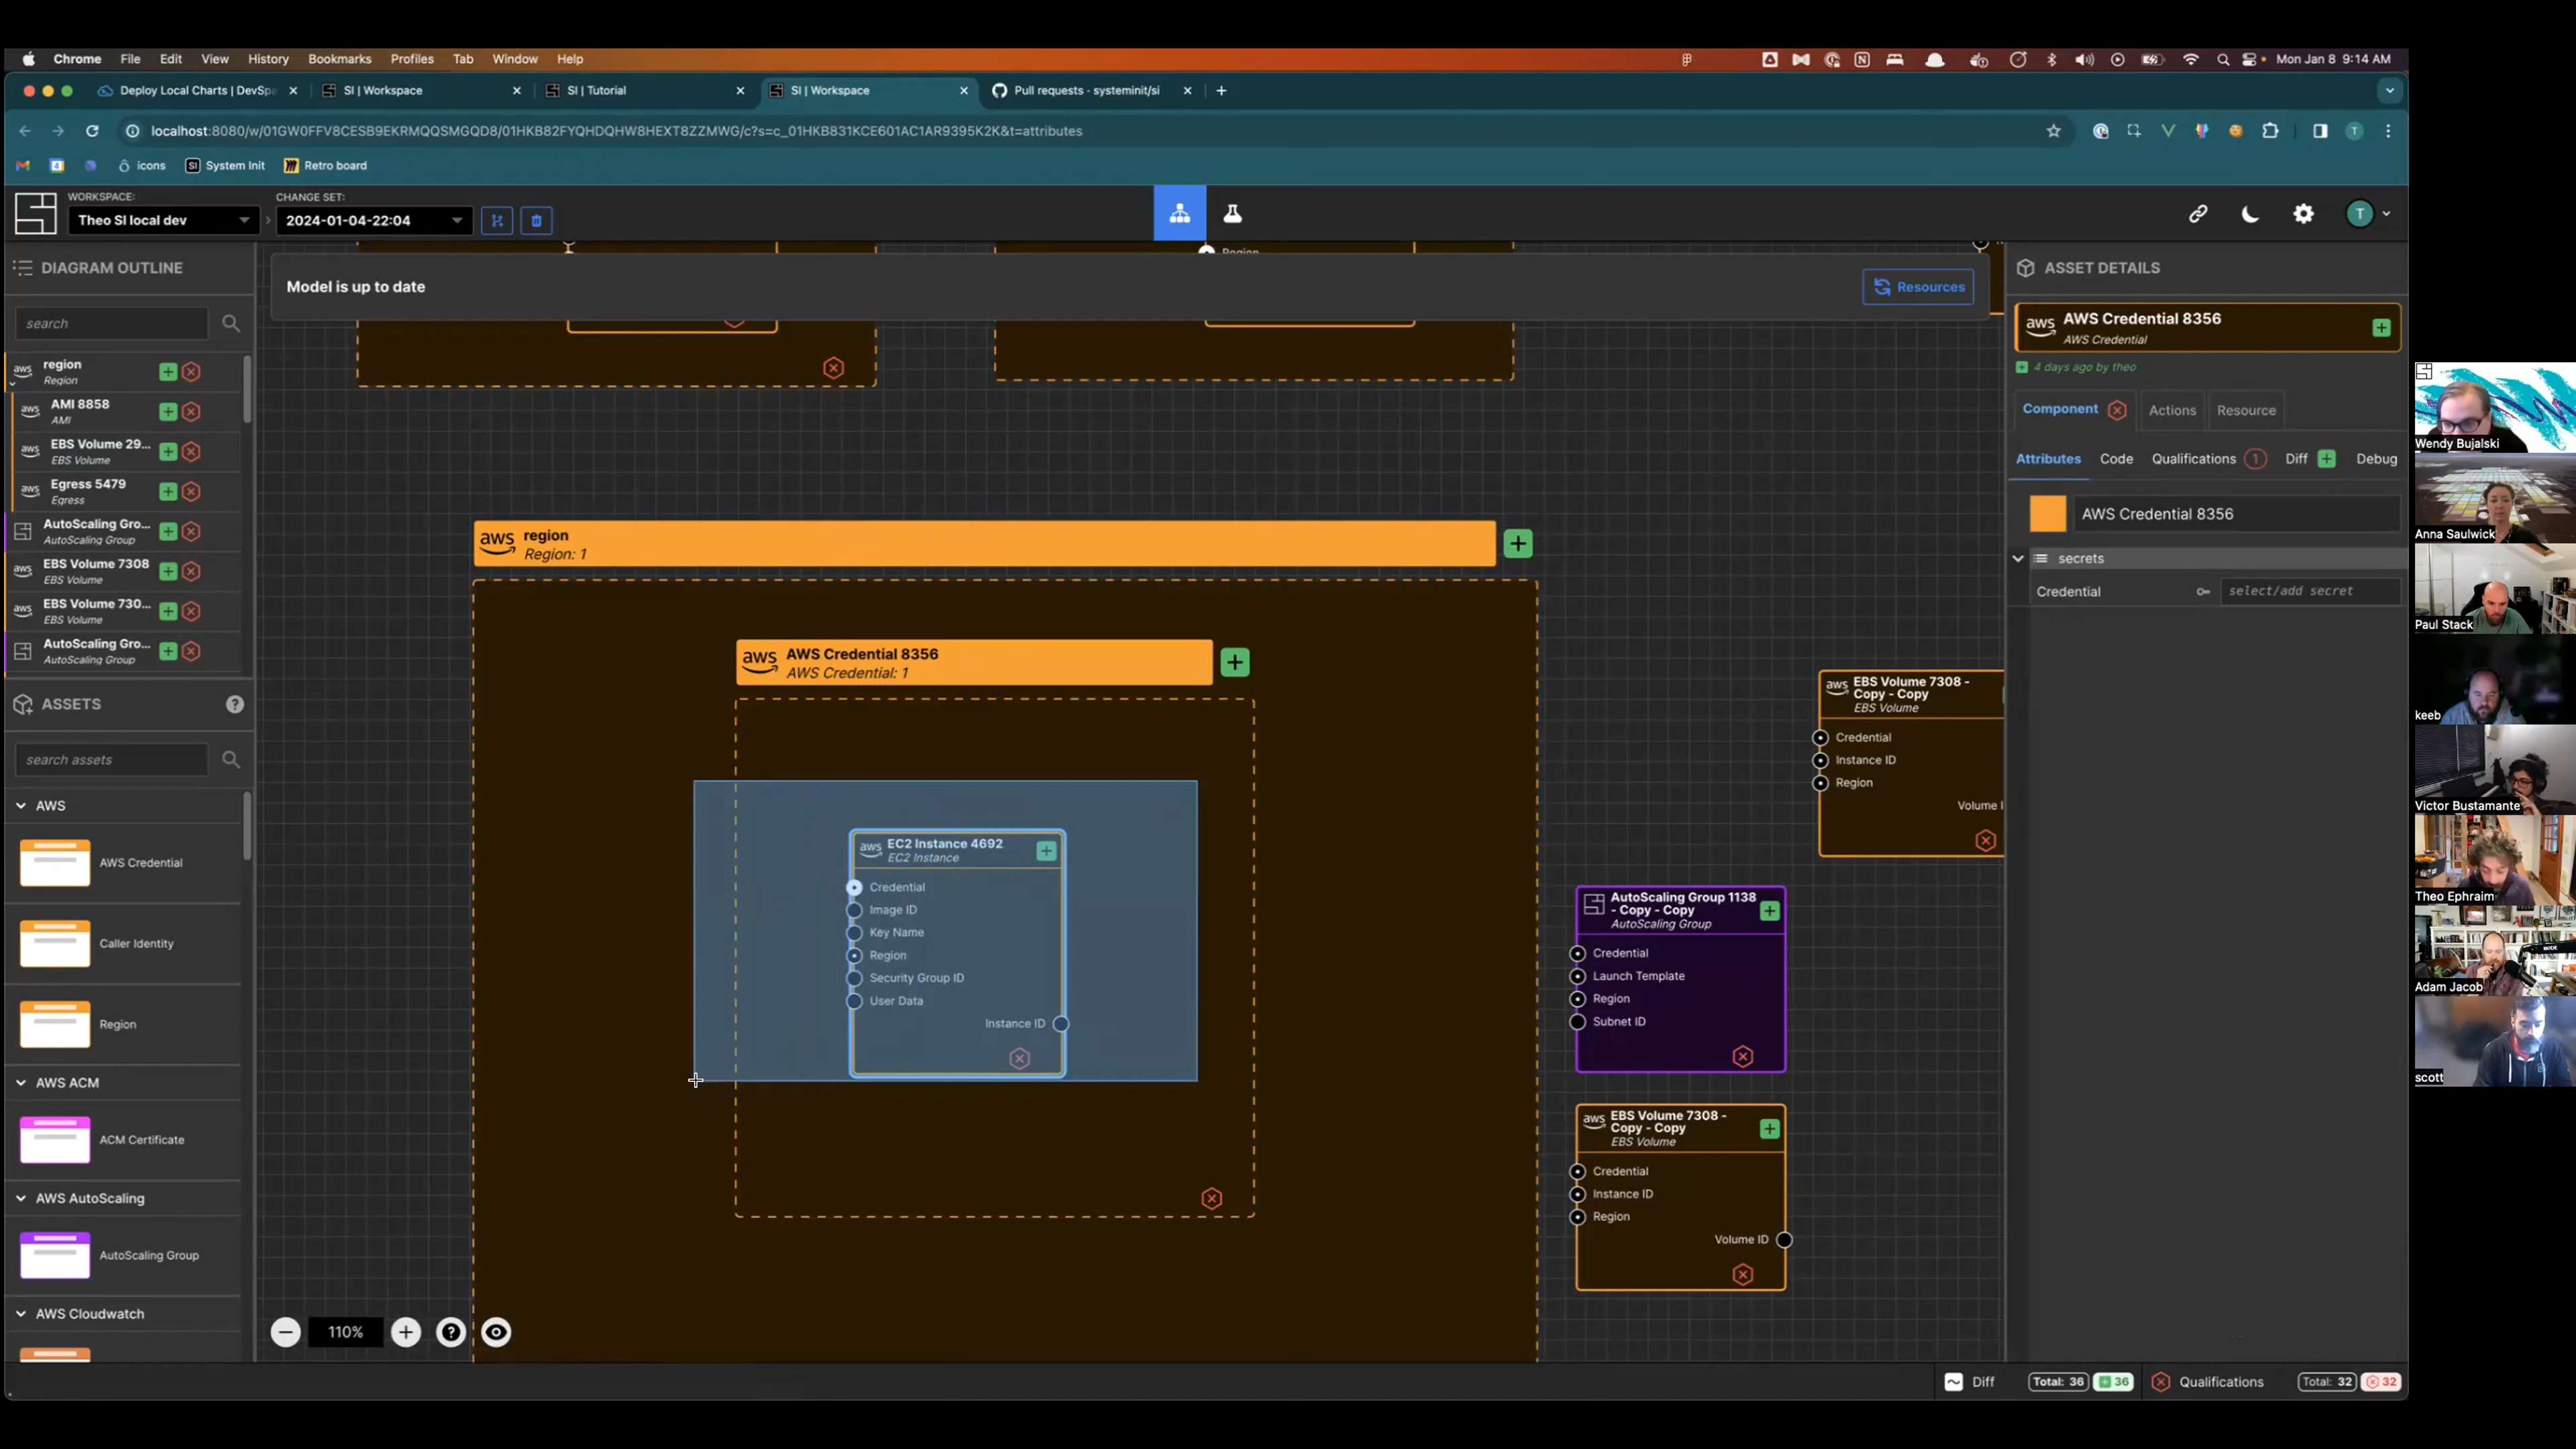 Chrome File Edit View History Bookmarks Profiles Tab Window Help
Mon Jan 8 9:14 AM
Deploy Local Charts | DevSpa
SI | Workspace
SI | Tutorial
SI | Workspace
Pull requests · systeminit/si
localhost:8080/w/01GW0FFV8CESB9EKRMQQSMGQD8/01HKB82FYQHDQHW8HEXT8ZZMWG/c?s=c_01HKB831KCE601AC1AR9395K2K&t=attributes
icons
System Init
Retro board
WORKSPACE:
Theo SI local dev
CHANGE SET:
2024-01-04-22:04
T
DIAGRAM OUTLINE
search
region
Region
AMI 8858
AMI
EBS Volume 29...
EBS Volume
Egress 5479
Egress
AutoScaling Gro...
AutoScaling Group
EBS Volume 7308
EBS Volume
EBS Volume 730...
EBS Volume
AutoScaling Gro...
AutoScaling Group
ASSETS
search assets
AWS
AWS Credential
Caller Identity
Region
AWS ACM
ACM Certificate
AWS AutoScaling
AutoScaling Group
AWS Cloudwatch
Region
Model is up to date
Resources
aws
region
Region: 1
aws
AWS Credential 8356
AWS Credential: 1
aws
EC2 Instance 4692
EC2 Instance
Credential
Image ID
Key Name
Region
Security Group ID
User Data
Instance ID
aws
EBS Volume 7308 -
Copy - Copy
EBS Volume
Credential
Instance ID
Region
Volume I
AutoScaling Group 1138
- Copy - Copy
AutoScaling Group
Credential
Launch Template
Region
Subnet ID
aws
EBS Volume 7308 -
Copy - Copy
EBS Volume
Credential
Instance ID
Region
Volume ID
110%
ASSET DETAILS
aws
AWS Credential 8356
AWS Credential
4 days ago by theo
Component
Actions
Resource
Attributes
Code
Qualifications 1
Diff
Debug
AWS Credential 8356
secrets
Credential
select/add secret
Diff
Total: 36
36
Qualifications
Total: 32
32
Wendy Bujalski
Anna Saulwick
Paul Stack
keeb
Victor Bustamante
Theo Ephraim
Adam Jacob
scott